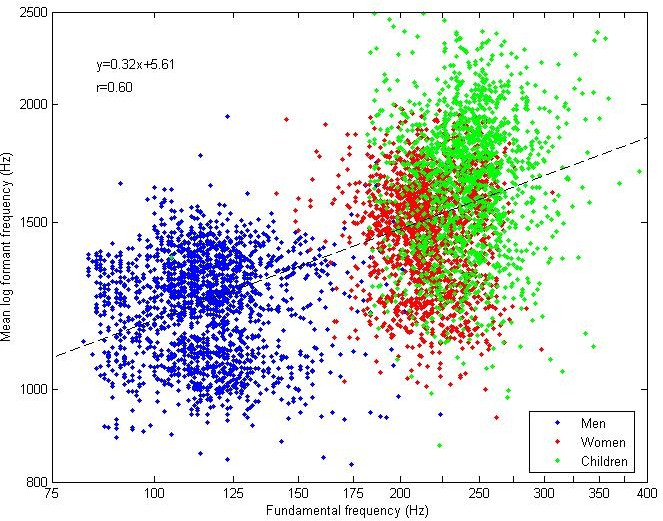 2500
y=0.32x+5.61
r=0.60
2000
1500
1000
800
Mean log formant frequency (Hz)
Men
Women
Children
75 100 125 150 175 200 250 300 350 400
Fundamental frequency (Hz)